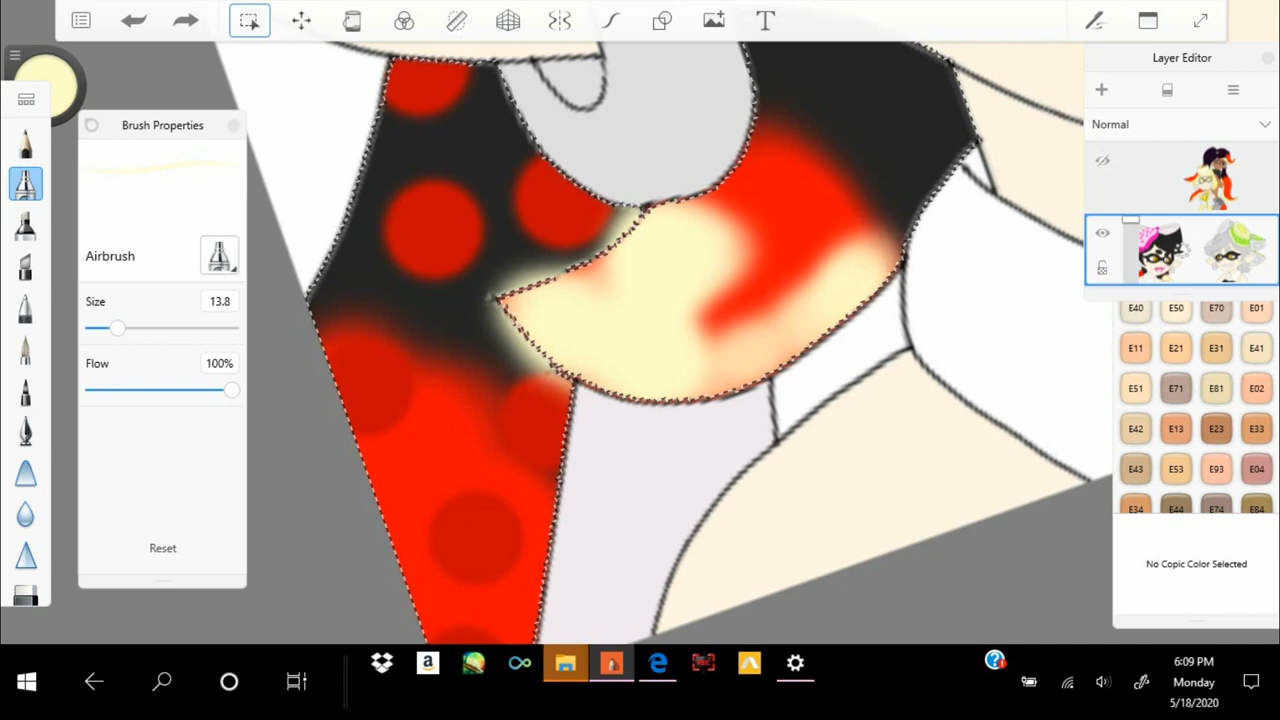 T
Layer Editor
Brush Properties
Normal
Airbrush
Size 13.8
Flow 100%
Reset
E40 E50 E70 E01
E11 E21 E31 E41
E51 E71 E81 E02
E42 E13 E23 E33
E43 E53 E93 E04
E34 E44 E74 E84
No Copic Color Selected
a
6:09 PM
Monday
5/18/2020